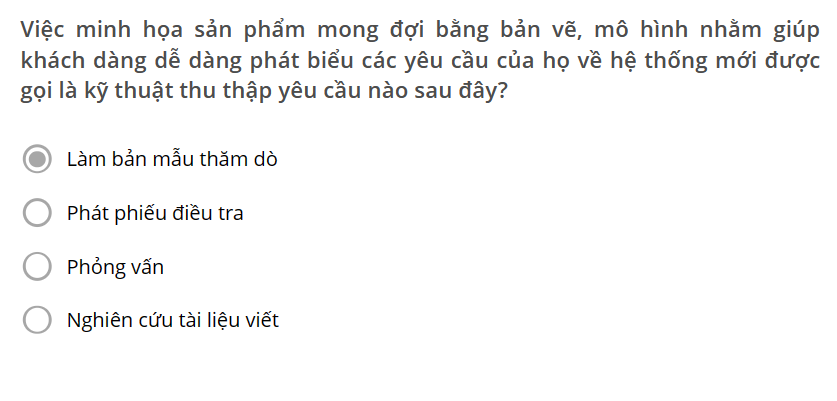 Việc minh họa sản phẩm mong đợi bằng bản vẽ, mô hình nhằm giúp
khách dàng dễ dàng phát biểu các yêu cầu của họ về hệ thống mới được
gọi là kỹ thuật thu thập yêu cầu nào sau đây?
Làm bản mẫu thăm dò
Phát phiếu điều tra
Phỏng vấn
Nghiên cứu tài liệu viết